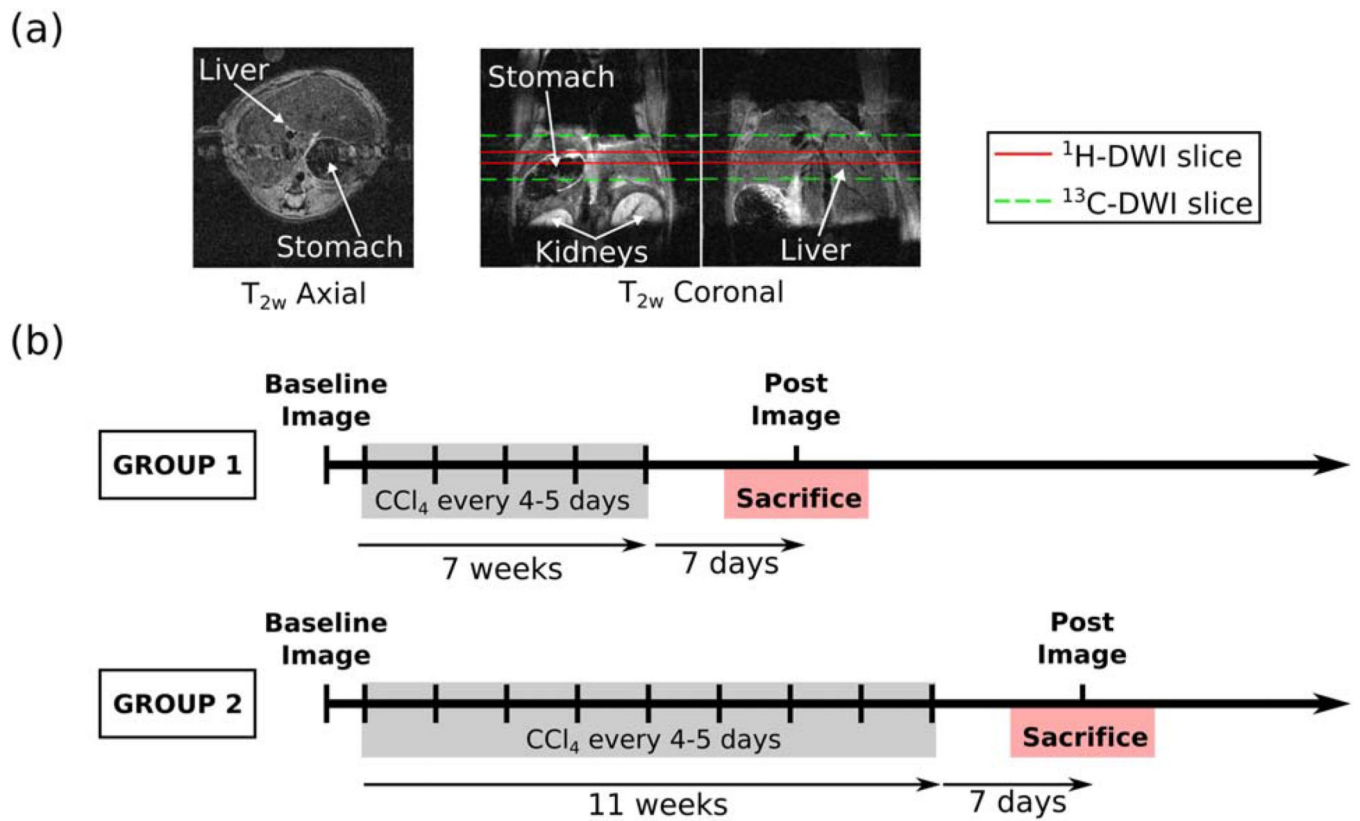 (a)
Liver
Stomach
T2w Axial
Stomach
Kidneys
Liver
T2w Coronal
¹H-DWI slice
¹³C-DWI slice
(b)
GROUP 1
Baseline
Image
Post
Image
CCl₄ every 4-5 days
Sacrifice
7 weeks
7 days
GROUP 2
Baseline
Image
Post
Image
CCl₄ every 4-5 days
Sacrifice
11 weeks
7 days